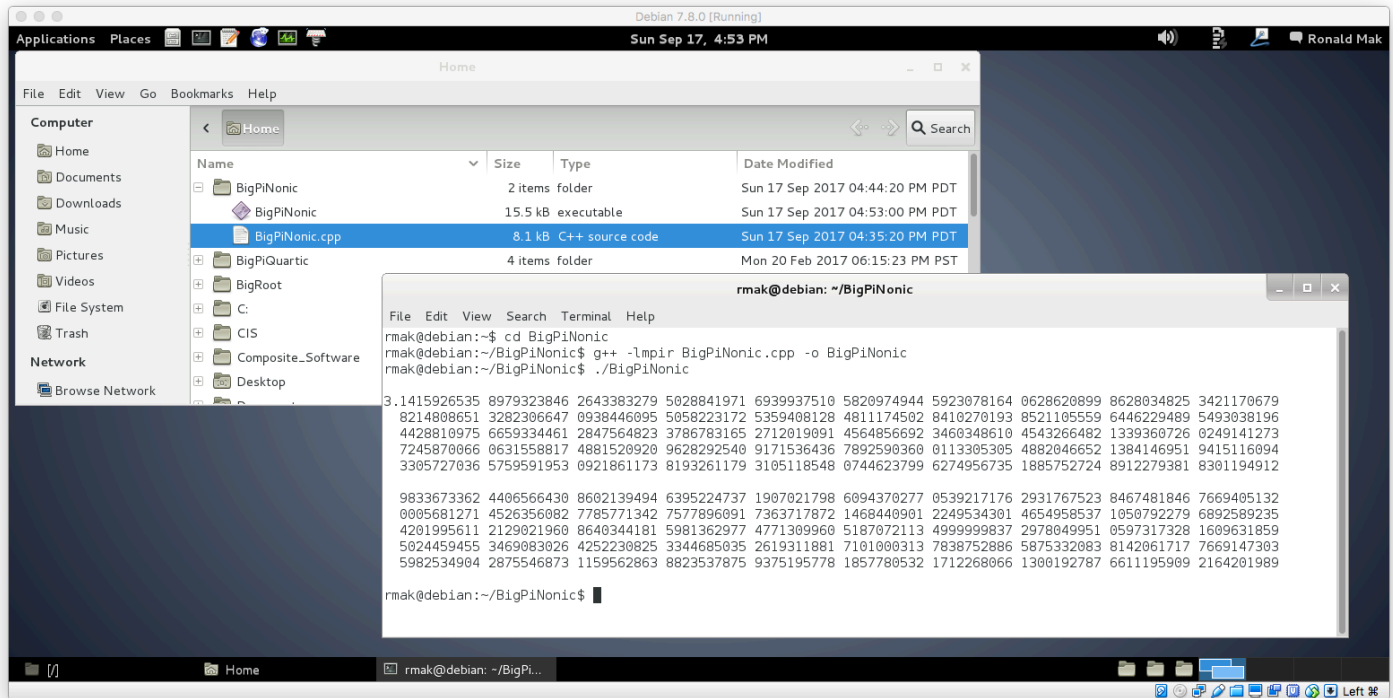 Debian 7.8.0 [Running]
Applications Places Sun Sep 17, 4:53 PM Ronald Mak
Home
File Edit View Go Bookmarks Help
Computer
Home
Documents
Downloads
Music
Pictures
Videos
File System
Trash
Network
Browse Network
Home Search
Name Size Type Date Modified
BigPiNonic 2 items folder Sun 17 Sep 2017 04:44:20 PM PDT
BigPiNonic 15.5 kB executable Sun 17 Sep 2017 04:53:00 PM PDT
BigPiNonic.cpp 8.1 kB C++ source code Sun 17 Sep 2017 04:35:20 PM PDT
BigPiQuartic 4 items folder Mon 20 Feb 2017 06:15:23 PM PST
BigRoot
C:
CIS
Composite_Software
Desktop
rmak@debian: ~/BigPiNonic
File Edit View Search Terminal Help
rmak@debian:~$ cd BigPiNonic
rmak@debian:~/BigPiNonic$ g++ -lmpir BigPiNonic.cpp -o BigPiNonic
rmak@debian:~/BigPiNonic$ ./BigPiNonic
3.1415926535 8979323846 2643383279 5028841971 6939937510 5820974944 5923078164 0628620899 8628034825 3421170679
8214808651 3282306647 0938446095 5058223172 5359408128 4811174502 8410270193 8521105559 6446229489 5493038196
4428810975 6659334461 2847564823 3786783165 2712019091 4564856692 3460348610 4543266482 1339360726 0249141273
7245870066 0631558817 4881520920 9628292540 9171536436 7892590360 0113305305 4882046652 1384146951 9415116094
3305727036 5759591953 0921861173 8193261179 3105118548 0744623799 6274956735 1885752724 8912279381 8301194912
9833673362 4406566430 8602139494 6395224737 1907021798 6094370277 0539217176 2931767523 8467481846 7669405132
0005681271 4526356082 7785771342 7577896091 7363717872 1468440901 2249534301 4654958537 1050792279 6892589235
4201995611 2129021960 8640344181 5981362977 4771309960 5187072113 4999999837 2978049951 0597317328 1609631859
5024459455 3469083026 4252230825 3344685035 2619311881 7101000313 7838752886 5875332083 8142061717 7669147303
5982534904 2875546873 1159562863 8823537875 9375195778 1857780532 1712268066 1300192787 6611195909 2164201989
rmak@debian:~/BigPiNonic$
[/] Home rmak@debian: ~/BigPi...
Left ⌘